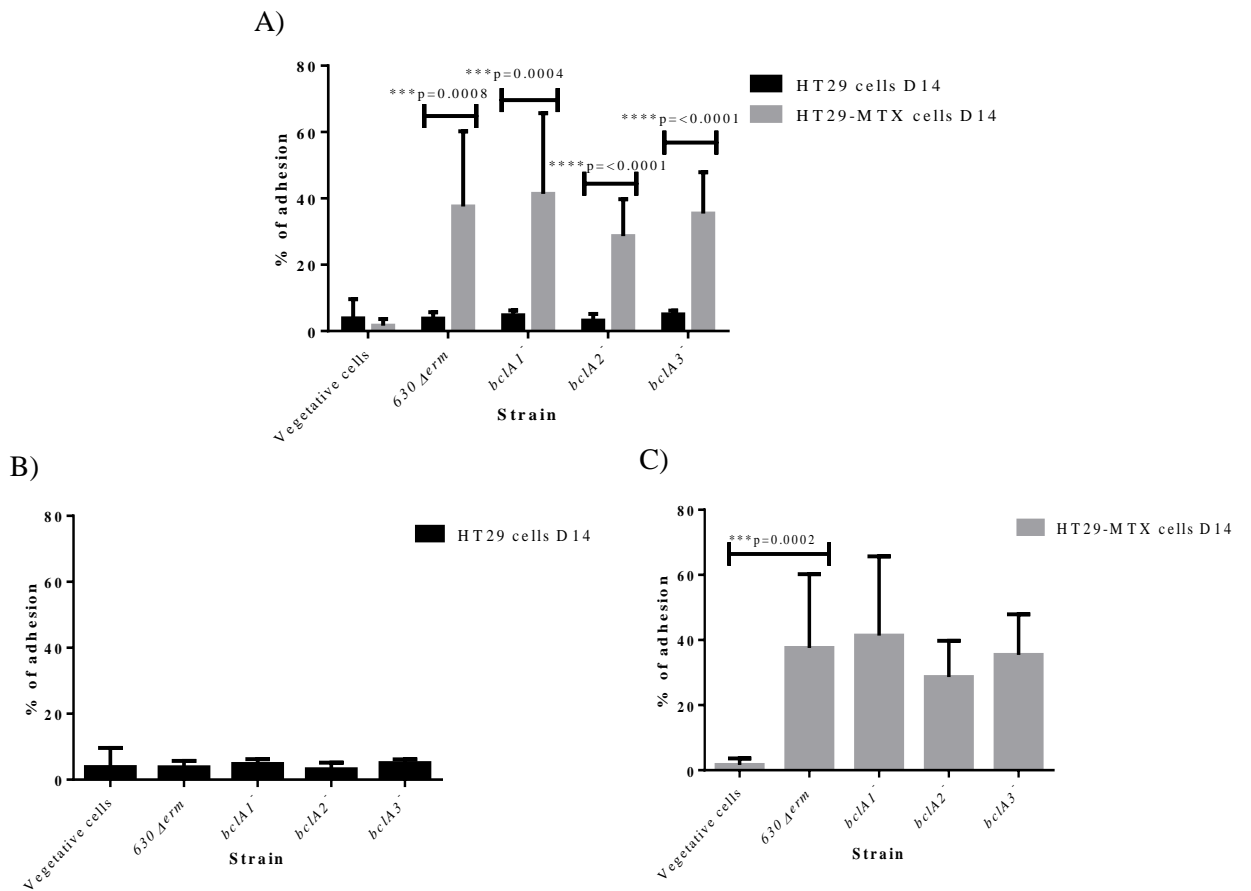 A)
80
60
40
20
0
% of adhesion
***p=0.0008
***p=0.0004
****p=<0.0001
****p=<0.0001
HT29 cells D14
HT29-MTX cells D14
Vegetative cells
630 Δerm
bclA1-
bclA2-
bclA3-
Strain
B)
80
60
40
20
0
% of adhesion
HT29 cells D14
Vegetative cells
630 Δerm
bclA1-
bclA2-
bclA3-
Strain
C)
80
60
40
20
0
% of adhesion
***p=0.0002
HT29-MTX cells D14
Vegetative cells
630 Δerm
bclA1-
bclA2-
bclA3-
Strain